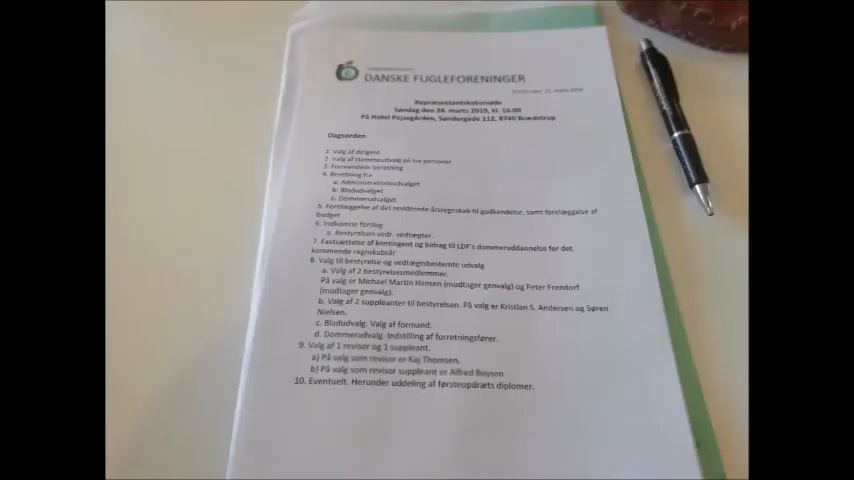 DANSKE FUGLEFORENINGER
Repræsentantskabsmøde
Søndag den 24. marts 2019, kl. 10.00
På Hotel Pejsegården, Søndergade 112, 8740 Brædstrup
Dagsorden
1. Valg af dirigent
2. Valg af stemmeudvalg på tre personer
3. Formandens beretning
4. Beretning fra
a. Administrationsudvalget
b. Bladudvalget
c. Dommerudvalget
5. Forelæggelse af det reviderede årsregnskab til godkendelse, samt forelæggelse af
budget
6. Indkomne forslag
a. Bestyrelsen vedr. vedtægter.
7. Fastsættelse af kontingent og bidrag til LDF's dommeruddannelse for det
kommende regnskabsår
8. Valg til bestyrelse og vedtægtsbestemte udvalg
a. Valg af 2 bestyrelsesmedlemmer.
På valg er Michael Martin Hansen (modtager genvalg) og Peter Frendorf
(modtager genvalg).
b. Valg af 2 suppleanter til bestyrelsen. På valg er Kristian S. Andersen og Søren
Nielsen.
c. Bladudvalg. Valg af formand.
d. Dommerudvalg. Indstilling af forretningsfører.
9. Valg af 1 revisor og 1 suppleant.
a) På valg som revisor er Kaj Thomsen.
b) På valg som revisor suppleant er Alfred Boysen
10. Eventuelt. Herunder uddeling af førsteopdræts diplomer.